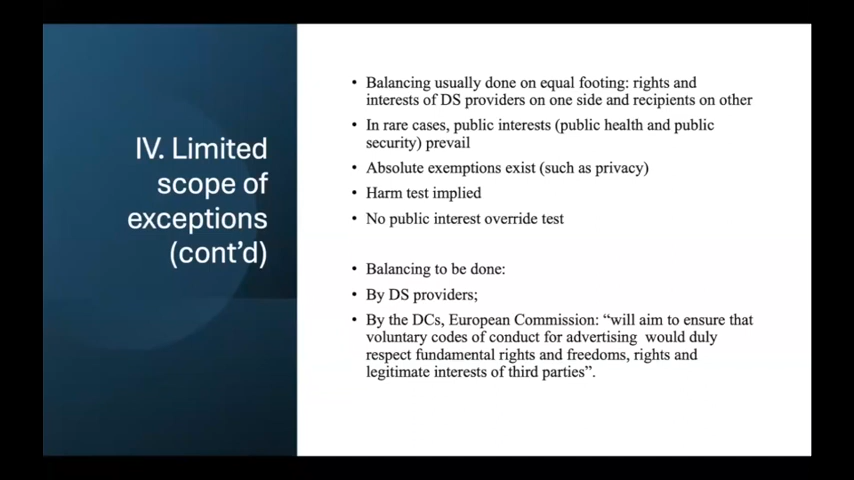 IV. Limited
scope of
exceptions
(cont'd)
• Balancing usually done on equal footing: rights and
interests of DS providers on one side and recipients on other
• In rare cases, public interests (public health and public
security) prevail
• Absolute exemptions exist (such as privacy)
• Harm test implied
• No public interest override test
• Balancing to be done:
• By DS providers;
• By the DCs, European Commission: “will aim to ensure that
voluntary codes of conduct for advertising would duly
respect fundamental rights and freedoms, rights and
legitimate interests of third parties”.